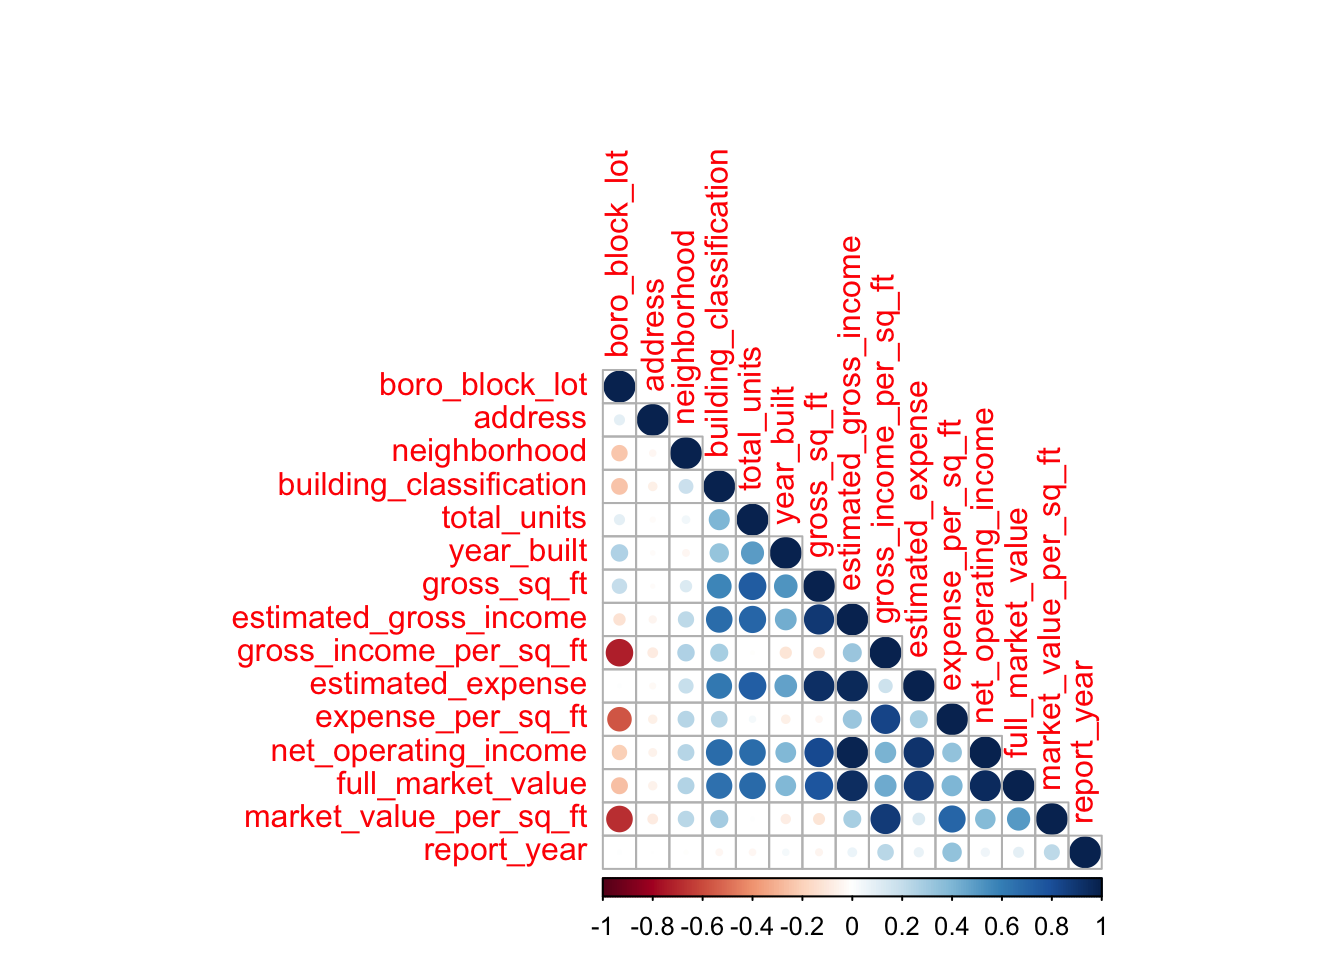 boro_block_lot
address
neighborhood
building_classification
total_units
year_built
gross_sq_ft
estimated_gross_income
gross_income_per_sq_ft
estimated_expense
expense_per_sq_ft
net_operating_income
full_market_value
market_value_per_sq_ft
report_year
boro_block_lot
address
neighborhood
building_classification
total_units
year_built
gross_sq_ft
estimated_gross_income
gross_income_per_sq_ft
estimated_expense
expense_per_sq_ft
net_operating_income
full_market_value
market_value_per_sq_ft
report_year
-1 -0.8 -0.6 -0.4 -0.2 0 0.2 0.4 0.6 0.8 1